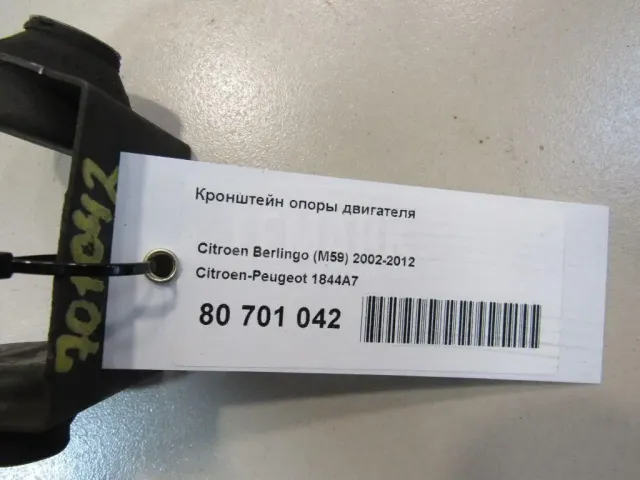 Кронштейн опоры двигателя
Citroen Berlingo (M59) 2002-2012
Citroen-Peugeot 1844A7
80 701 042
701042